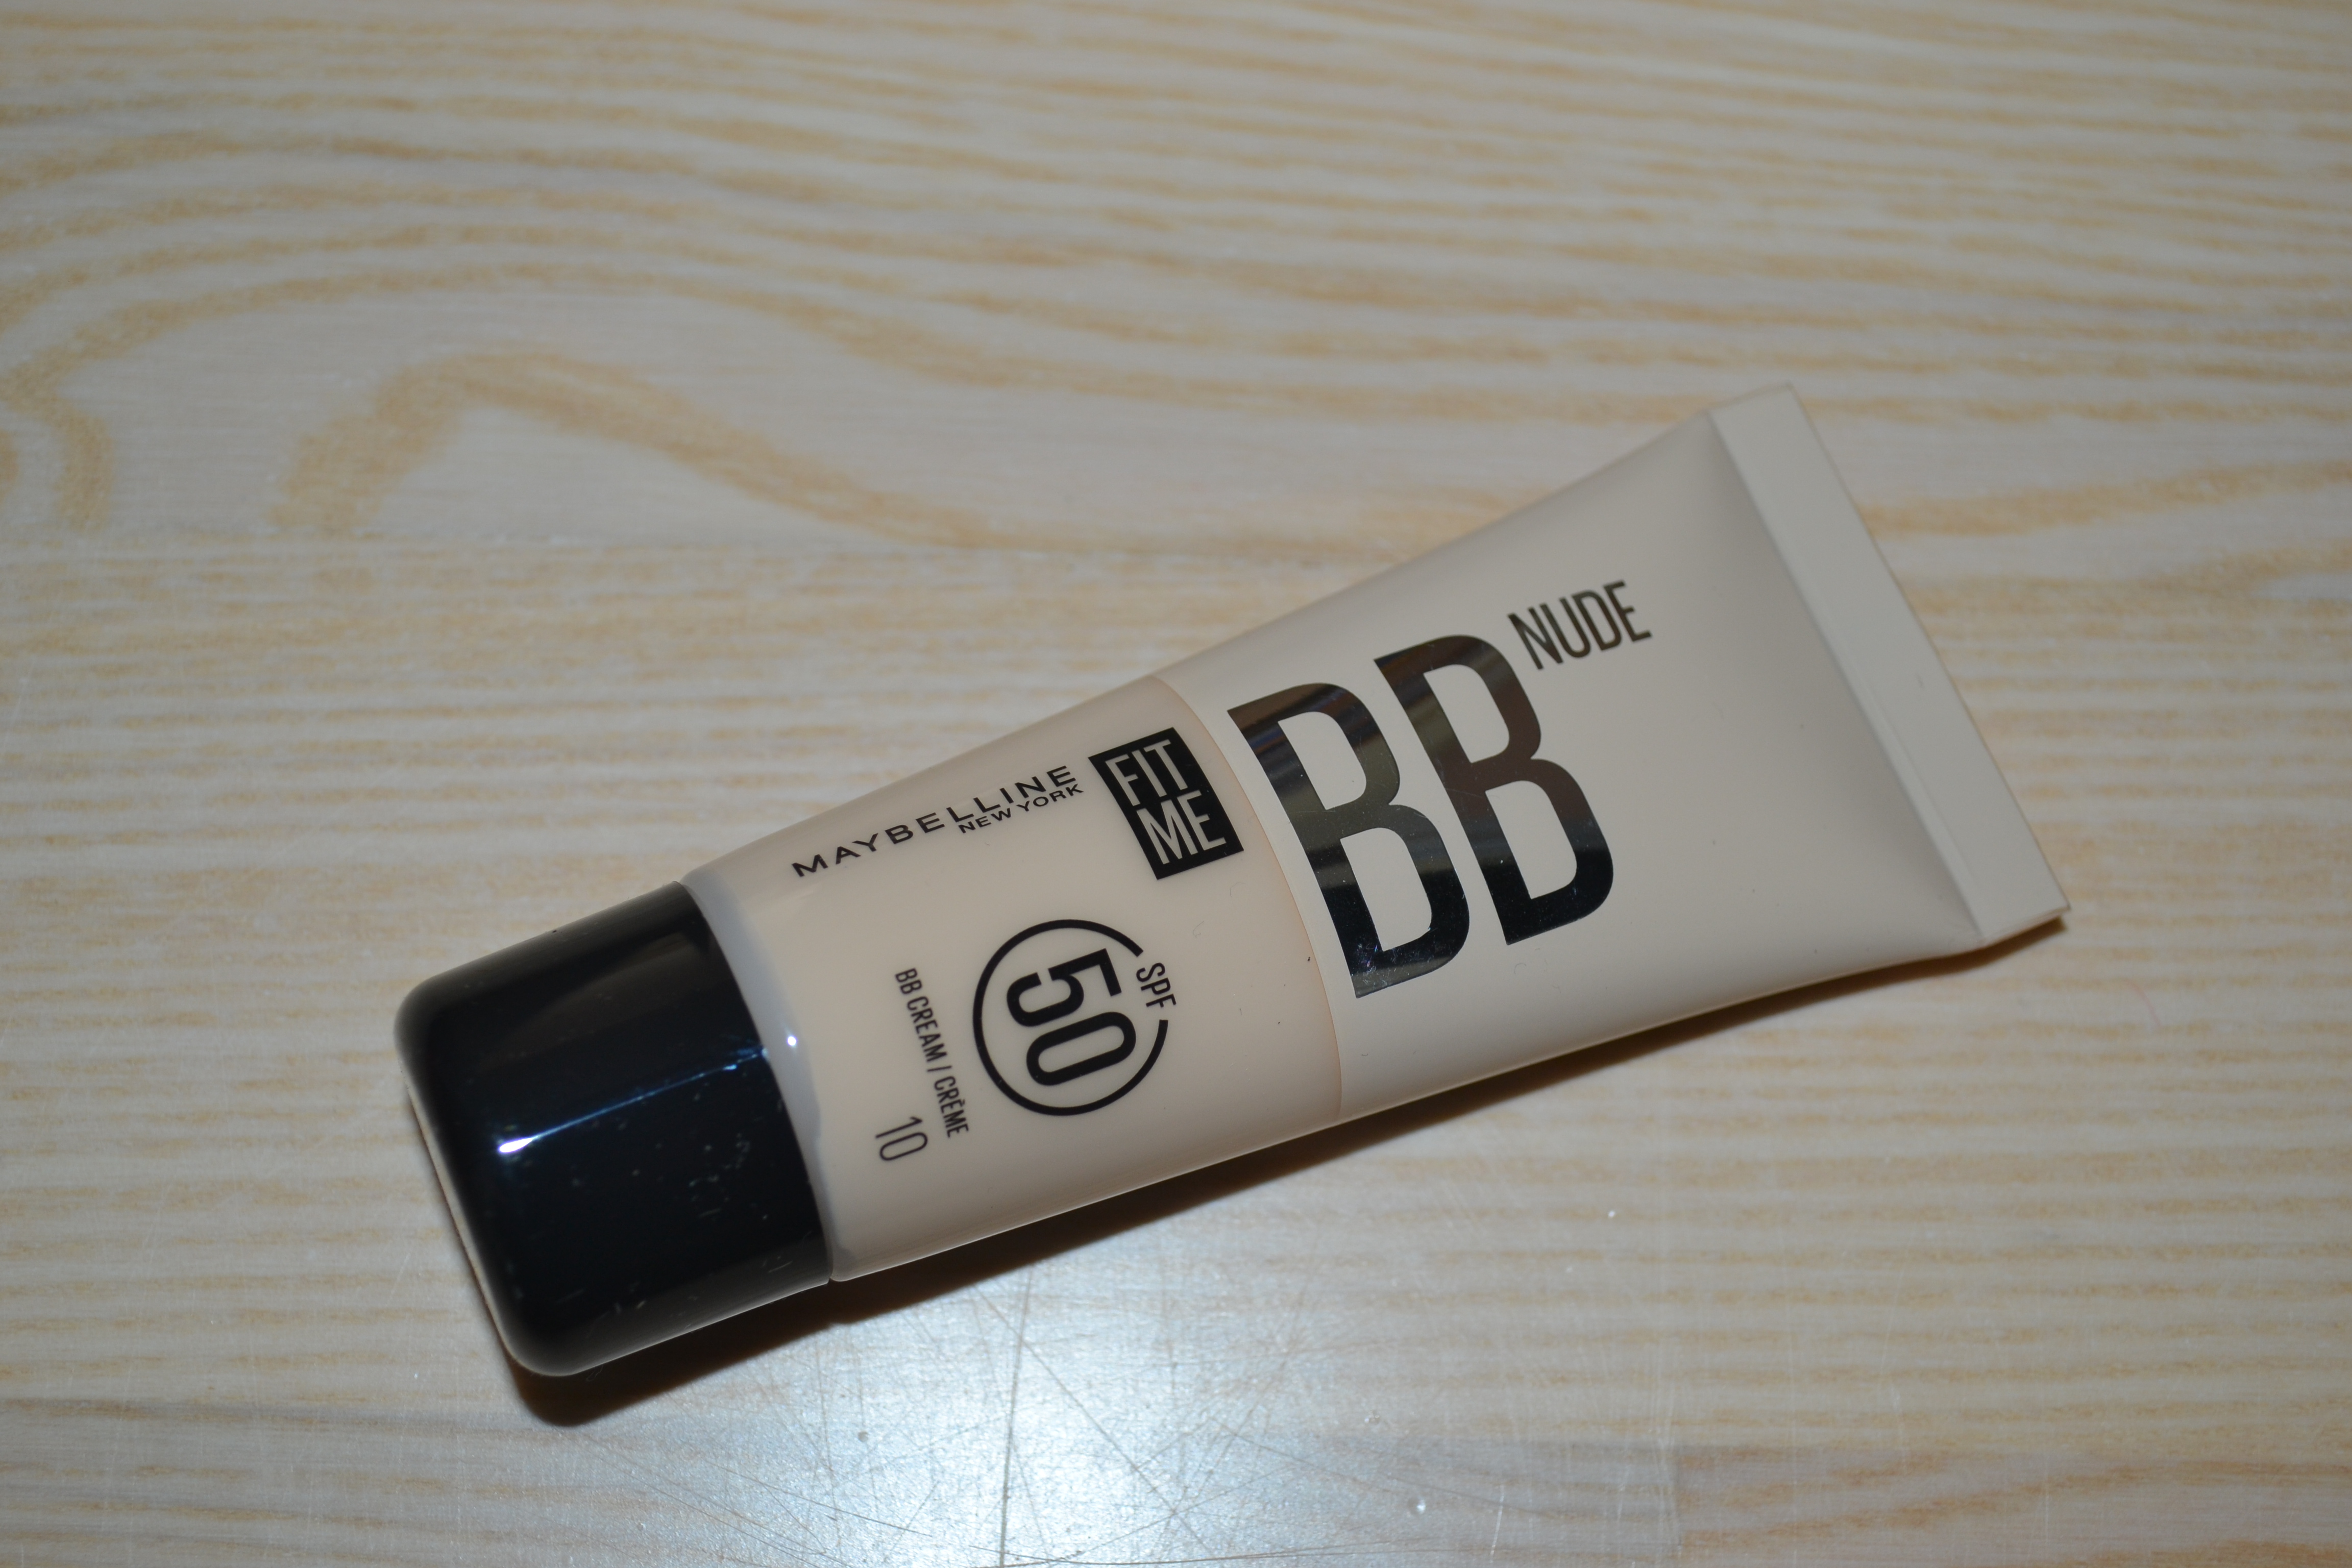 MAYBELLINE
NEW YORK
FIT
ME
BB NUDE
SPF
50
BB CREAM / CRÈME
10